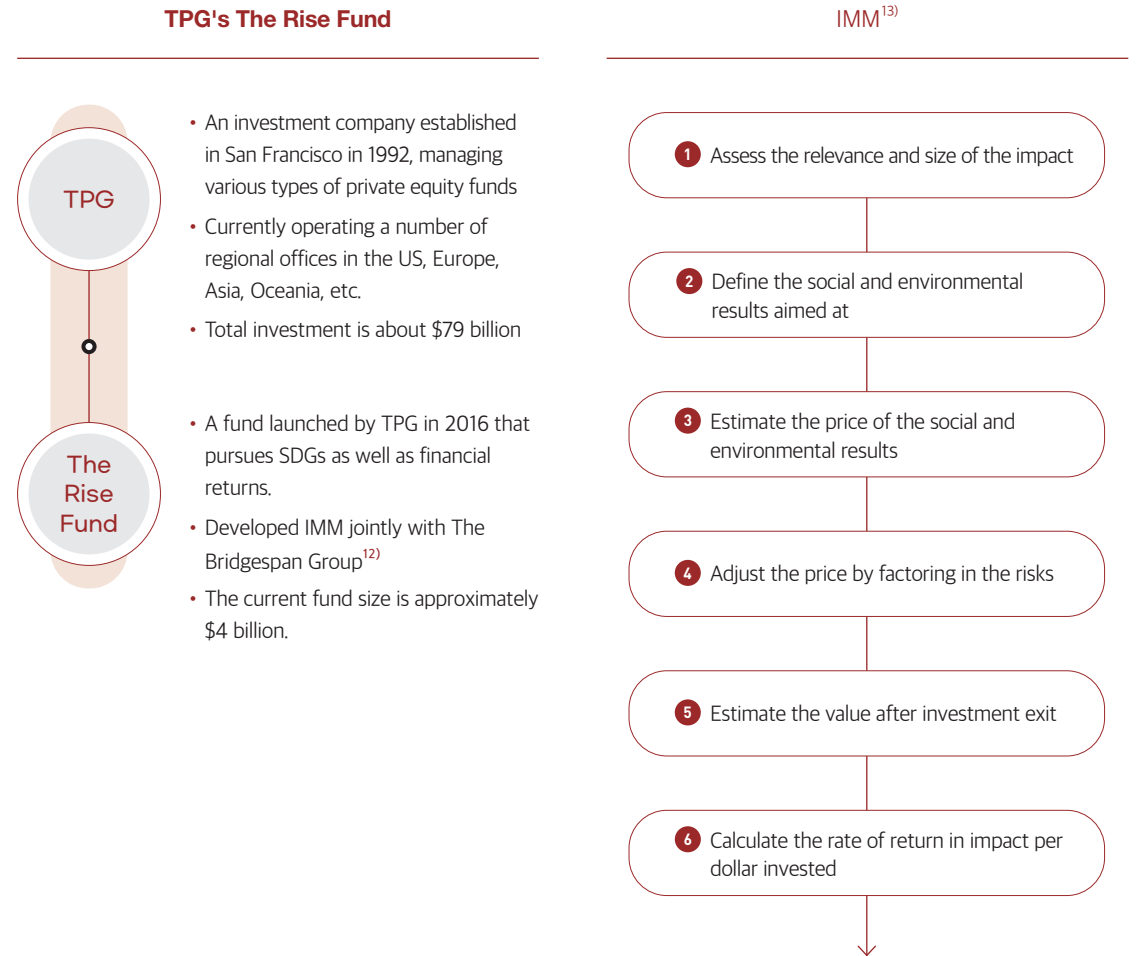 TPG's The Rise Fund
TPG
• An investment company established
in San Francisco in 1992, managing
various types of private equity funds
• Currently operating a number of
regional offices in the US, Europe,
Asia, Oceania, etc.
• Total investment is about $79 billion
The
Rise
Fund
• A fund launched by TPG in 2016 that
pursues SDGs as well as financial
returns.
• Developed IMM jointly with The
Bridgespan Group12)
• The current fund size is approximately
$4 billion.
IMM13)
1 Assess the relevance and size of the impact
2 Define the social and environmental
results aimed at
3 Estimate the price of the social and
environmental results
4 Adjust the price by factoring in the risks
5 Estimate the value after investment exit
6 Calculate the rate of return in impact per
dollar invested